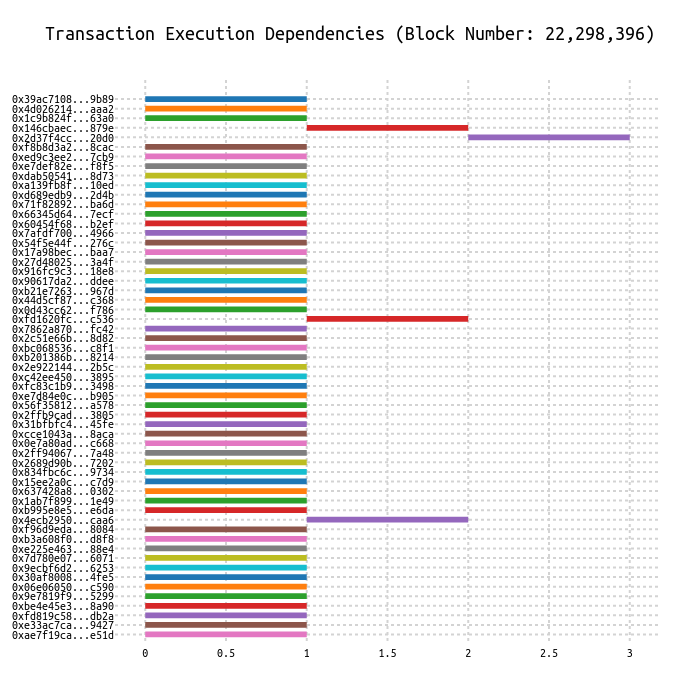 Transaction Execution Dependencies (Block Number: 22,298,396)
0x39ac7108...9b89
0x4d026214...aaa2
0x1c9b824f...63a0
0x146cbaec...879e
0x2d37f4cc...20d0
0xf8b8d3a2...8cac
0xed9c3ee2...7cb9
0xe7def82e...f8f5
0xdab50541...8d73
0xa139fb8f...10ed
0xd689edb9...2d4b
0x71f82892...ba6d
0x66345d64...7ecf
0x60454f68...b2ef
0x7afdf700...4966
0x54f5e44f...276c
0x17a98bec...baa7
0x27d48025...3a4f
0x916fc9c3...18e8
0x90617da2...ddee
0xb21e7263...967d
0x44d5cf87...c368
0x0d43cc62...f786
0xfd1620fc...c536
0x7862a870...fc42
0x2c51e66b...8d82
0xbc068536...c8f1
0xb201386b...8214
0x2e922144...2b5c
0xc42ee450...3895
0xfc83c1b9...3498
0xe7d84e0c...b905
0x56f35812...a578
0x2ffb9cad...3805
0x31bfbfc4...45fe
0xcce1043a...8aca
0x0e7a80ad...c668
0x2ff94067...7a48
0x2689d90b...7202
0x834fbc6c...9734
0x15ee2a0c...c7d9
0x637428a8...0302
0x1ab7f899...1e49
0xb995e8e5...e6da
0x4ecb2950...caa6
0xf96d9eda...8084
0xb3a608f0...d8f8
0xe225e463...88e4
0x7d780e07...6071
0x9ecbf6d2...6253
0x30af8008...4fe5
0x06e06050...c590
0x9e7819f9...5299
0xbe4e45e3...8a90
0xfd819c58...db2a
0xe33ac7ca...9427
0xae7f19ca...e51d
0 0.5 1 1.5 2 2.5 3